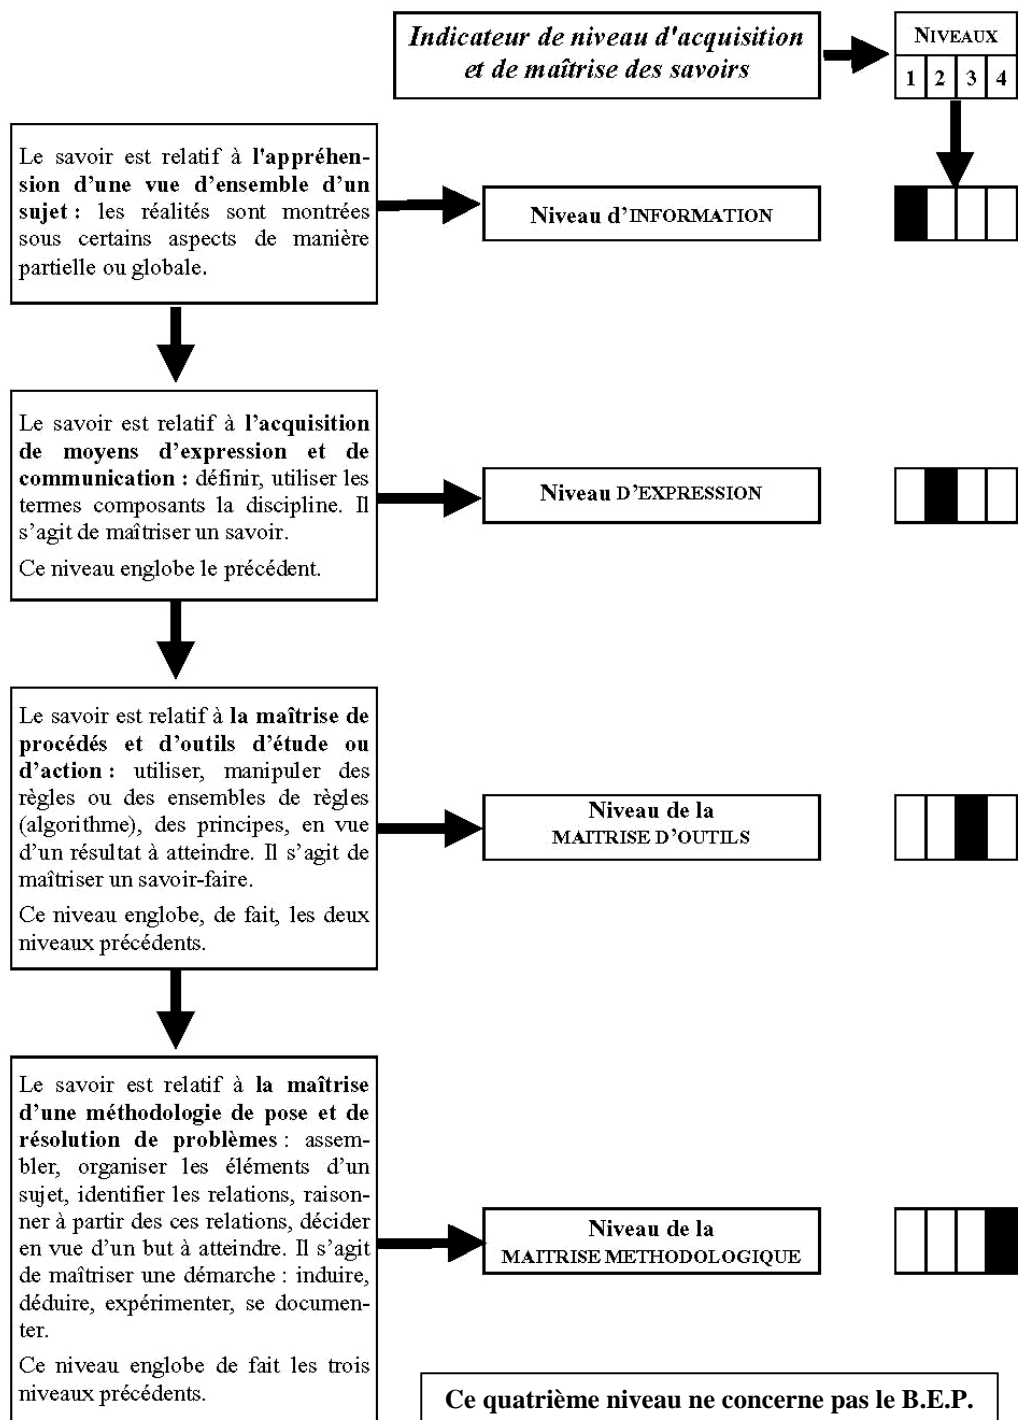 Indicateur de niveau d'acquisition
et de maîtrise des savoirs
NIVEAUX
1 2 3 4
Le savoir est relatif à l'appréhen-
sion d'une vue d'ensemble d'un
sujet : les réalités sont montrées
sous certains aspects de manière
partielle ou globale.
Niveau d'INFORMATION
Le savoir est relatif à l'acquisition
de moyens d'expression et de
communication : définir, utiliser les
termes composants la discipline. Il
s'agit de maîtriser un savoir.
Ce niveau englobe le précédent.
Niveau D'EXPRESSION
Le savoir est relatif à la maîtrise de
procédés et d'outils d'étude ou
d'action : utiliser, manipuler des
règles ou des ensembles de règles
(algorithme), des principes, en vue
d'un résultat à atteindre. Il s'agit de
maîtriser un savoir-faire.
Ce niveau englobe, de fait, les deux
niveaux précédents.
Niveau de la
MAITRISE D'OUTILS
Le savoir est relatif à la maîtrise
d'une méthodologie de pose et de
résolution de problèmes : assem-
bler, organiser les éléments d'un
sujet, identifier les relations, raison-
ner à partir des ces relations, décider
en vue d'un but à atteindre. Il s'agit
de maîtriser une démarche : induire,
déduire, expérimenter, se documen-
ter.
Ce niveau englobe de fait les trois
niveaux précédents.
Niveau de la
MAITRISE METHODOLOGIQUE
Ce quatrième niveau ne concerne pas le B.E.P.